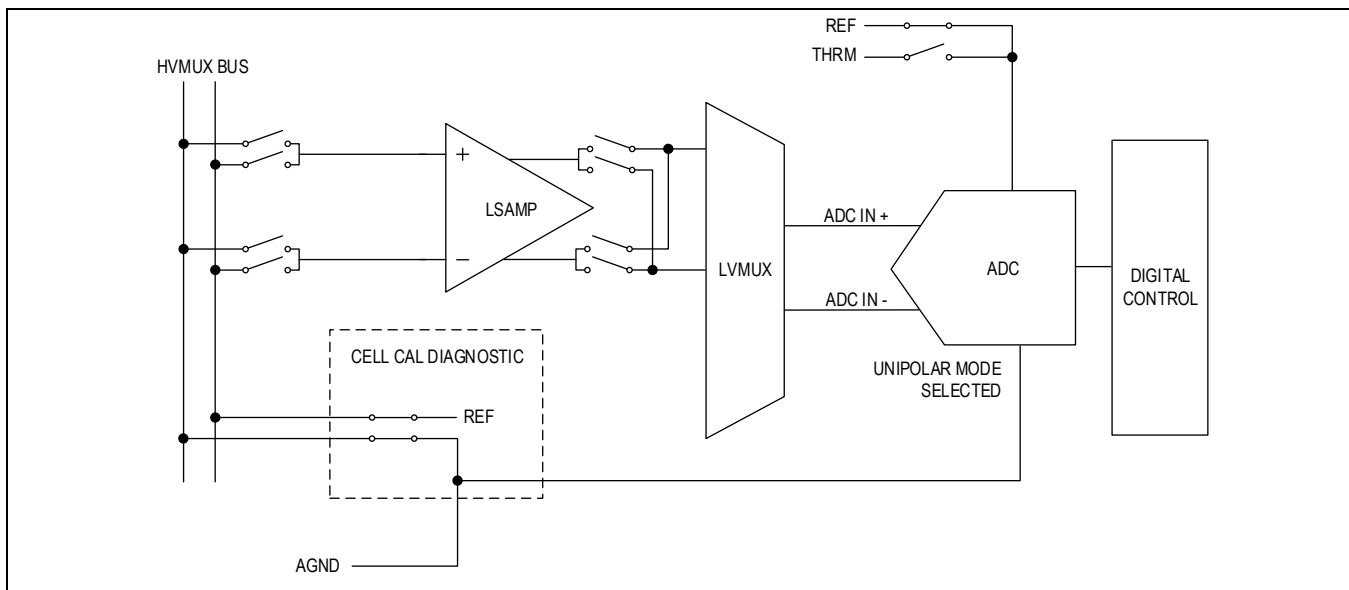 REF
THRM
HVMUX BUS
+
LSAMP
−
LVMUX
ADC IN +
ADC IN -
ADC
DIGITAL
CONTROL
UNIPOLAR MODE
SELECTED
CELL CAL DIAGNOSTIC
REF
AGND